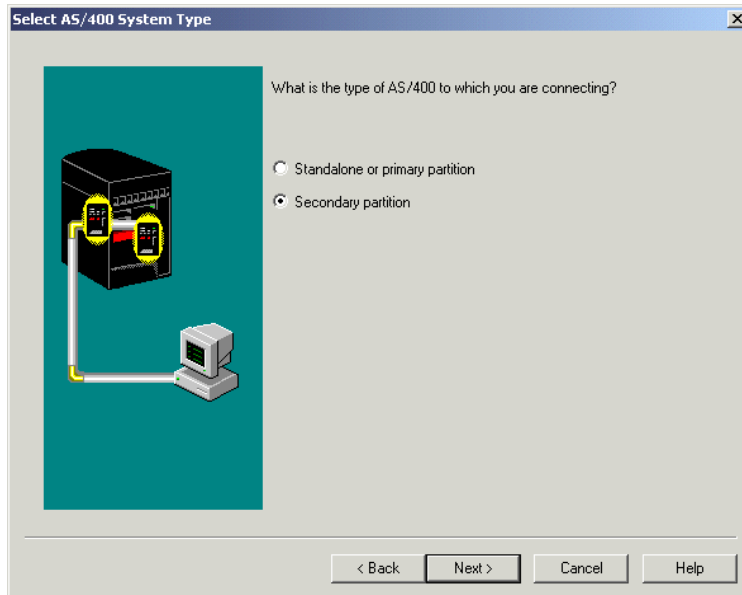 Select AS/400 System Type
What is the type of AS/400 to which you are connecting?
Standalone or primary partition
Secondary partition
< Back Next > Cancel Help